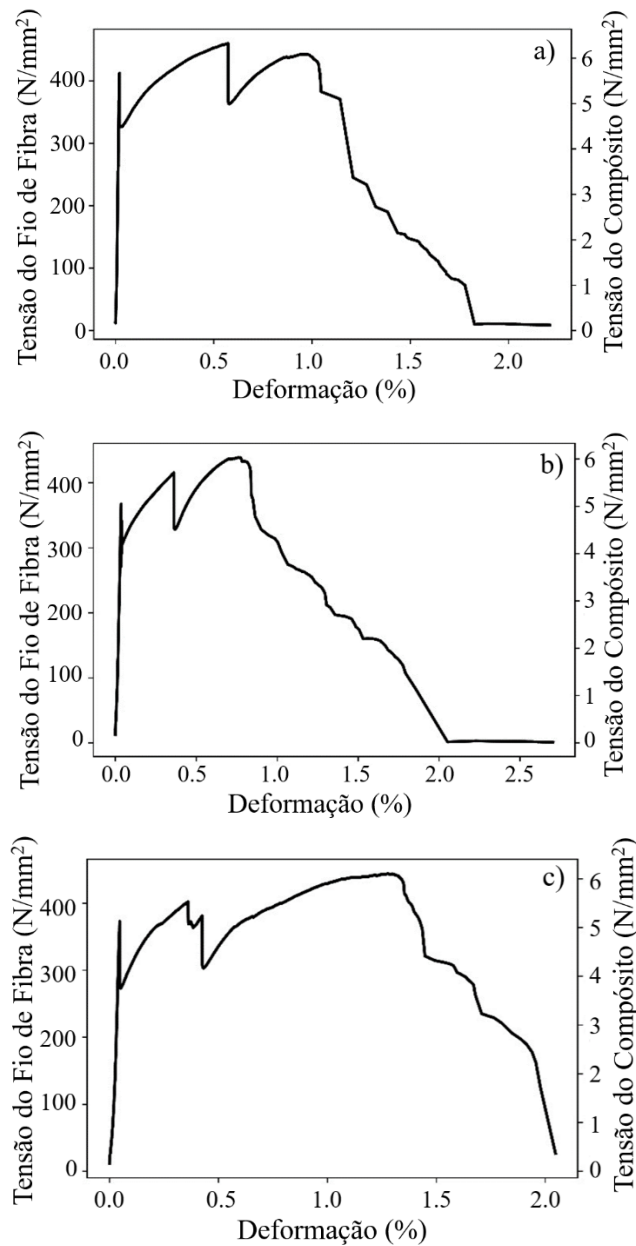 a)
Tensão do Fio de Fibra (N/mm²)
400
300
200
100
0
6
5
4
3
2
1
0
Tensão do Compósito (N/mm²)
0.0 0.5 1.0 1.5 2.0
Deformação (%)
b)
Tensão do Fio de Fibra (N/mm²)
400
300
200
100
0
6
5
4
3
2
1
0
Tensão do Compósito (N/mm²)
0.0 0.5 1.0 1.5 2.0 2.5
Deformação (%)
c)
Tensão do Fio de Fibra (N/mm²)
400
300
200
100
0
6
5
4
3
2
1
0
Tensão do Compósito (N/mm²)
0.0 0.5 1.0 1.5 2.0
Deformação (%)